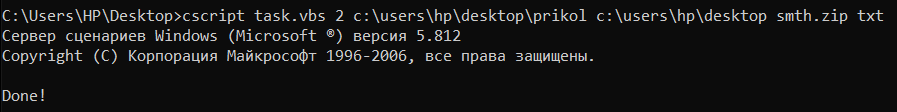 C:\Users\HP\Desktop>cscript task.vbs 2 c:\users\hp\desktop\prikol c:\users\hp\desktop smth.zip txt
Сервер сценариев Windows (Microsoft ®) версия 5.812
Copyright (C) Корпорация Майкрософт 1996-2006, все права защищены.

Done!